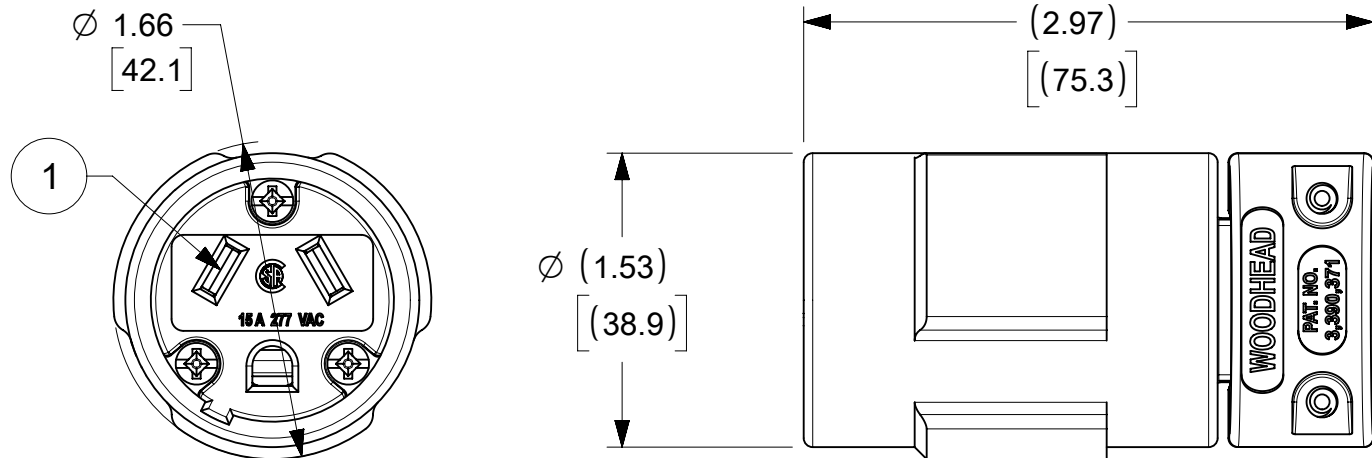 Ø 1.66
[42.1]
1
15A 277 VAC
(2.97)
[(75.3)]
Ø (1.53)
[(38.9)]
WOODHEAD
PAT. NO.
3,390,371